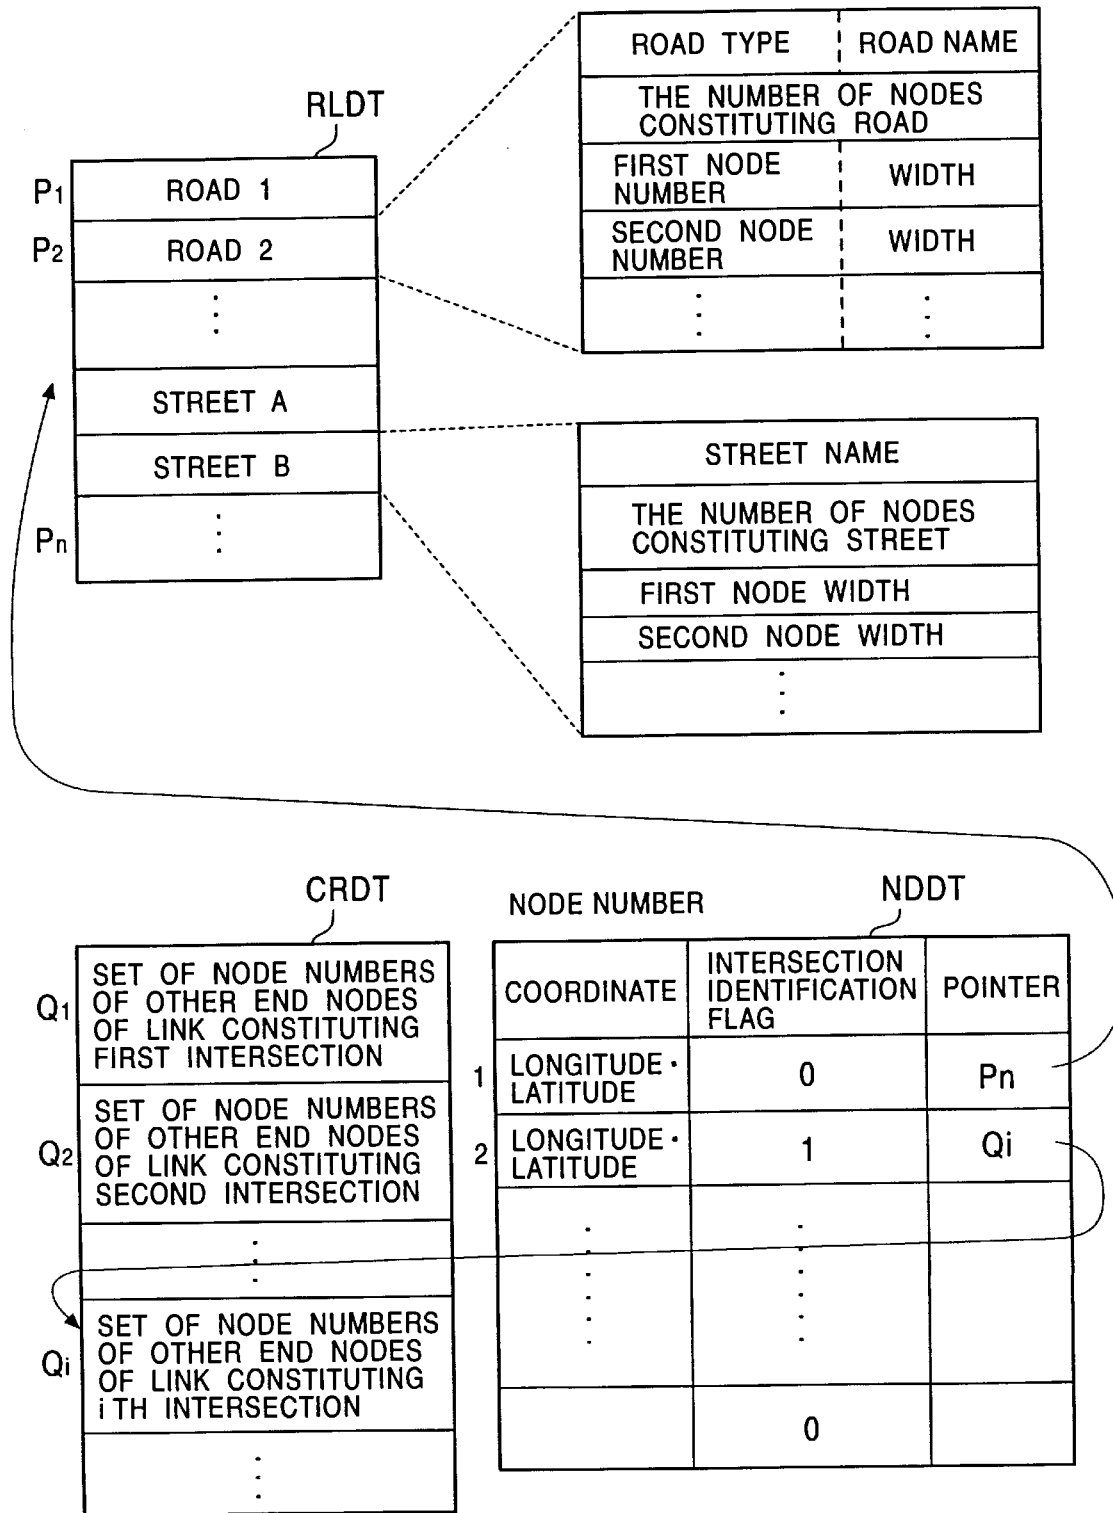 RLDT
P1
ROAD 1
P2
ROAD 2
STREET A
STREET B
Pn
ROAD TYPE
ROAD NAME
THE NUMBER OF NODES
CONSTITUTING ROAD
FIRST NODE
NUMBER
WIDTH
SECOND NODE
NUMBER
WIDTH
STREET NAME
THE NUMBER OF NODES
CONSTITUTING STREET
FIRST NODE WIDTH
SECOND NODE WIDTH
CRDT
Q1
SET OF NODE NUMBERS
OF OTHER END NODES
OF LINK CONSTITUTING
FIRST INTERSECTION
Q2
SET OF NODE NUMBERS
OF OTHER END NODES
OF LINK CONSTITUTING
SECOND INTERSECTION
Qi
SET OF NODE NUMBERS
OF OTHER END NODES
OF LINK CONSTITUTING
i TH INTERSECTION
NODE NUMBER
NDDT
COORDINATE
INTERSECTION
IDENTIFICATION
FLAG
POINTER
1
LONGITUDE ·
LATITUDE
0
Pn
2
LONGITUDE ·
LATITUDE
1
Qi
0